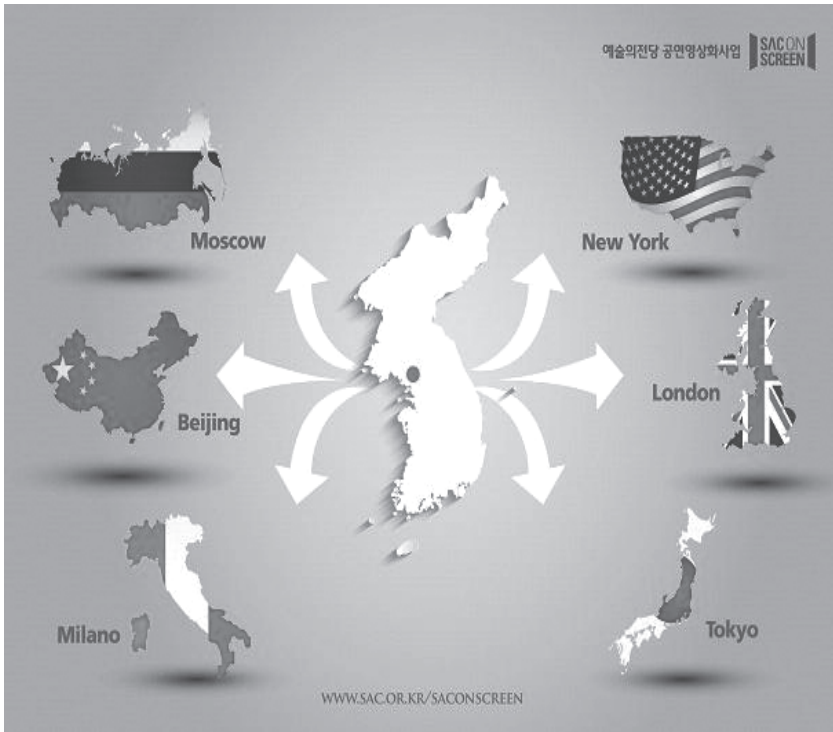 예술의전당 공연영상화사업
SAC ON
SCREEN
Moscow
New York
Beijing
London
Milano
Tokyo
WWW.SAC.OR.KR/SACONSCREEN